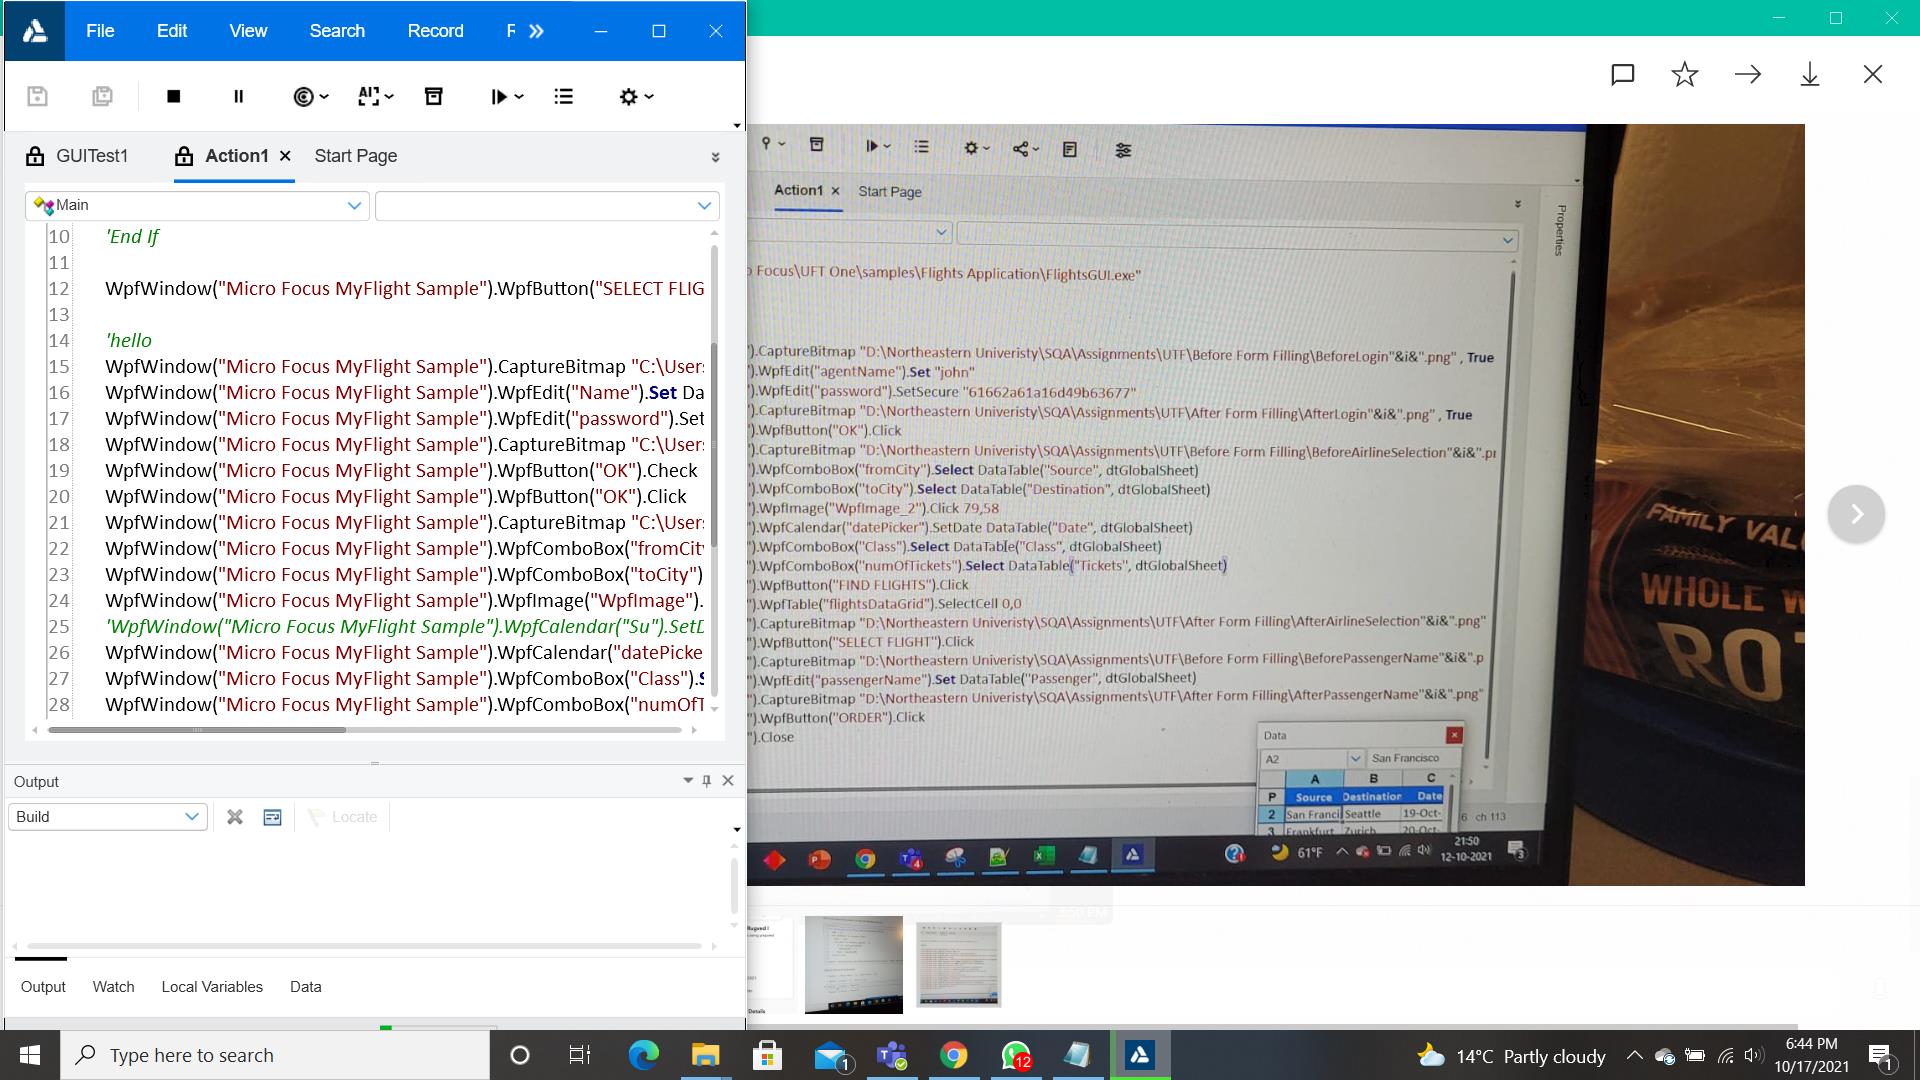 File Edit View Search Record
GUITest1 Action1 Start Page
Main
10 'End If
11
12 WpfWindow("Micro Focus MyFlight Sample").WpfButton("SELECT FLIG
13
14 'hello
15 WpfWindow("Micro Focus MyFlight Sample").CaptureBitmap "C:\Users
16 WpfWindow("Micro Focus MyFlight Sample").WpfEdit("Name").Set Da
17 WpfWindow("Micro Focus MyFlight Sample").WpfEdit("password").Set
18 WpfWindow("Micro Focus MyFlight Sample").CaptureBitmap "C:\Users
19 WpfWindow("Micro Focus MyFlight Sample").WpfButton("OK").Check
20 WpfWindow("Micro Focus MyFlight Sample").WpfButton("OK").Click
21 WpfWindow("Micro Focus MyFlight Sample").CaptureBitmap "C:\Users
22 WpfWindow("Micro Focus MyFlight Sample").WpfComboBox("fromCity
23 WpfWindow("Micro Focus MyFlight Sample").WpfComboBox("toCity")
24 WpfWindow("Micro Focus MyFlight Sample").WpfImage("WpfImage").
25 'WpfWindow("Micro Focus MyFlight Sample").WpfCalendar("Su").SetD
26 WpfWindow("Micro Focus MyFlight Sample").WpfCalendar("datePicke
27 WpfWindow("Micro Focus MyFlight Sample").WpfComboBox("Class").S
28 WpfWindow("Micro Focus MyFlight Sample").WpfComboBox("numOfT
Output
Build Locate
Output Watch Local Variables Data
Action1 Start Page
Properties
Focus\UFT One\samples\Flights Application\FlightsGUI.exe"
").CaptureBitmap "D:\Northeastern Univeristy\SQA\Assignments\UTF\Before Form Filling\BeforeLogin"&i&".png" , True
").WpfEdit("agentName").Set "john"
").WpfEdit("password").SetSecure "61662a61a16d49b63677"
").CaptureBitmap "D:\Northeastern Univeristy\SQA\Assignments\UTF\After Form Filling\AfterLogin"&i&".png" , True
").WpfButton("OK").Click
").CaptureBitmap "D:\Northeastern Univeristy\SQA\Assignments\UTF\Before Form Filling\BeforeAirlineSelection"&i&".pr
").WpfComboBox("fromCity").Select DataTable("Source", dtGlobalSheet)
").WpfComboBox("toCity").Select DataTable("Destination", dtGlobalSheet)
").WpfImage("WpfImage_2").Click 79,58
").WpfCalendar("datePicker").SetDate DataTable("Date", dtGlobalSheet)
").WpfComboBox("Class").Select DataTable("Class", dtGlobalSheet)
").WpfComboBox("numOfTickets").Select DataTable("Tickets", dtGlobalSheet)
").WpfButton("FIND FLIGHTS").Click
").WpfTable("flightsDataGrid").SelectCell 0,0
").CaptureBitmap "D:\Northeastern Univeristy\SQA\Assignments\UTF\After Form Filling\AfterAirlineSelection"&i&".png"
").WpfButton("SELECT FLIGHT").Click
").CaptureBitmap "D:\Northeastern Univeristy\SQA\Assignments\UTF\Before Form Filling\BeforePassengerName"&i&".p
").WpfEdit("passengerName").Set DataTable("Passenger", dtGlobalSheet)
").CaptureBitmap "D:\Northeastern Univeristy\SQA\Assignments\UTF\After Form Filling\AfterPassengerName"&i&".png"
").WpfButton("ORDER").Click
").Close
Data
A2 San Francisco
A B C
P Source Destination Date
2 San Franci Seattle 19-Oct-
3 Frankfurt Zurich 20-Oct-
6 ch 113
61°F 21:50
12-10-2021
FAMILY VAL
WHOLE W
RO
Type here to search
14°C Partly cloudy 6:44 PM
10/17/2021